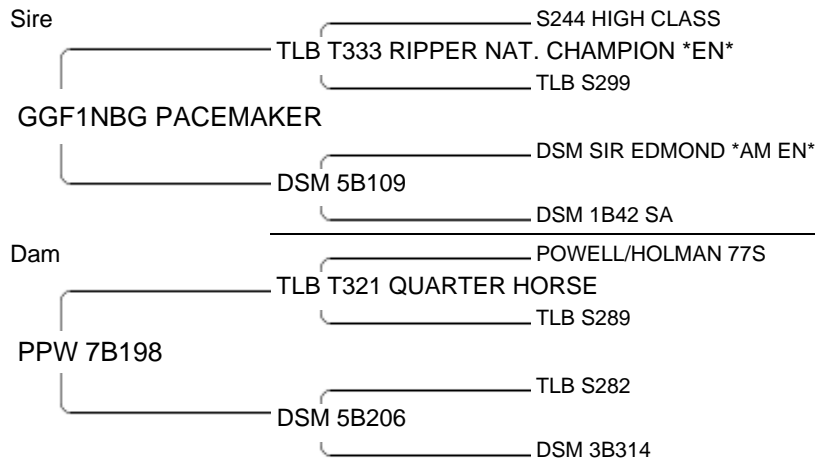 Sire
S244 HIGH CLASS
TLB T333 RIPPER NAT. CHAMPION *EN*
TLB S299
GGF1NBG PACEMAKER
DSM SIR EDMOND *AM EN*
DSM 5B109
DSM 1B42 SA
Dam
POWELL/HOLMAN 77S
TLB T321 QUARTER HORSE
TLB S289
PPW 7B198
TLB S282
DSM 5B206
DSM 3B314